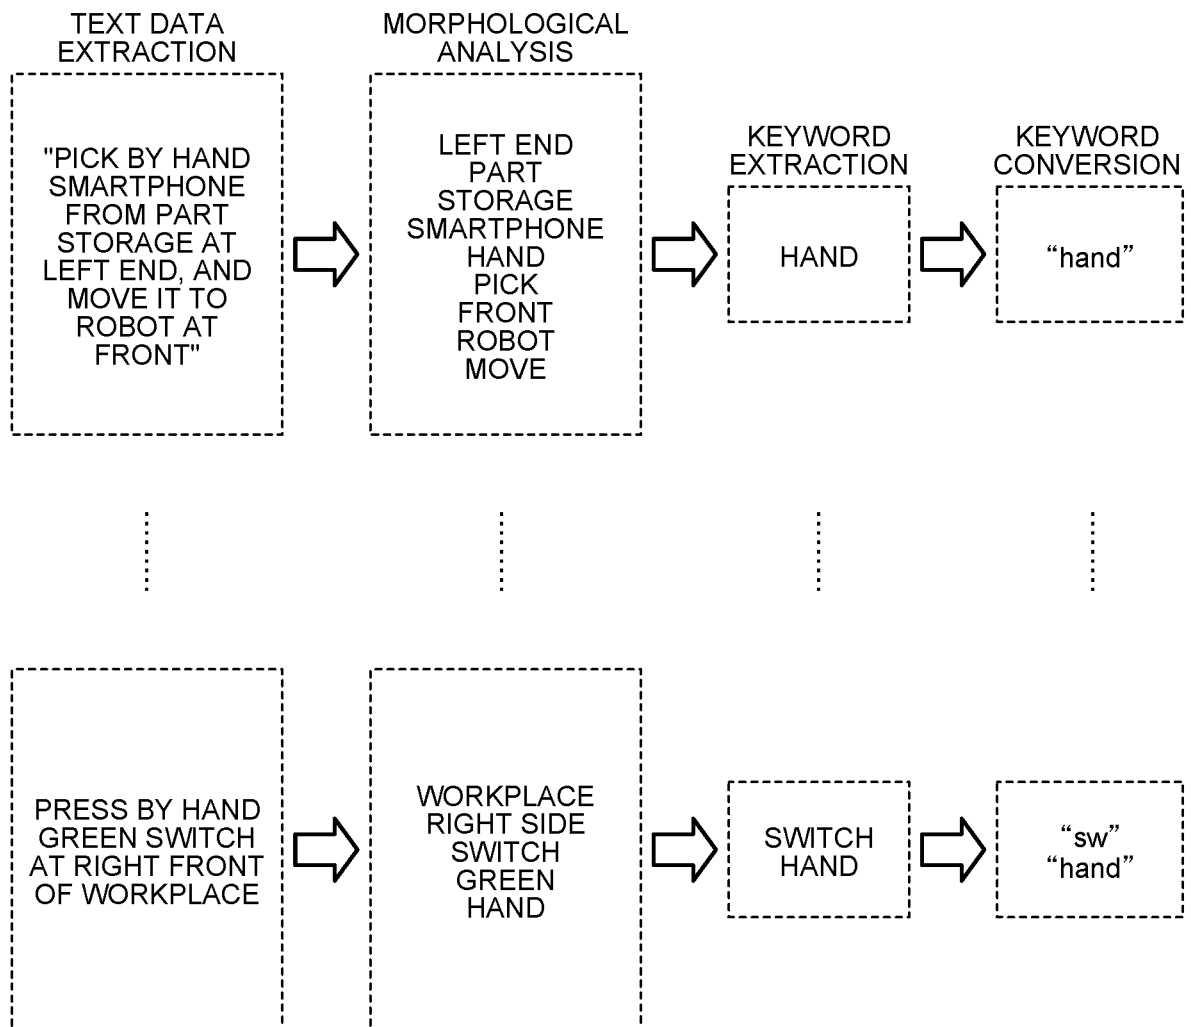 TEXT DATA
EXTRACTION
MORPHOLOGICAL
ANALYSIS
KEYWORD
EXTRACTION
KEYWORD
CONVERSION
"PICK BY HAND
SMARTPHONE
FROM PART
STORAGE AT
LEFT END, AND
MOVE IT TO
ROBOT AT
FRONT"
LEFT END
PART
STORAGE
SMARTPHONE
HAND
PICK
FRONT
ROBOT
MOVE
HAND
“hand”
PRESS BY HAND
GREEN SWITCH
AT RIGHT FRONT
OF WORKPLACE
WORKPLACE
RIGHT SIDE
SWITCH
GREEN
HAND
SWITCH
HAND
“sw”
“hand”